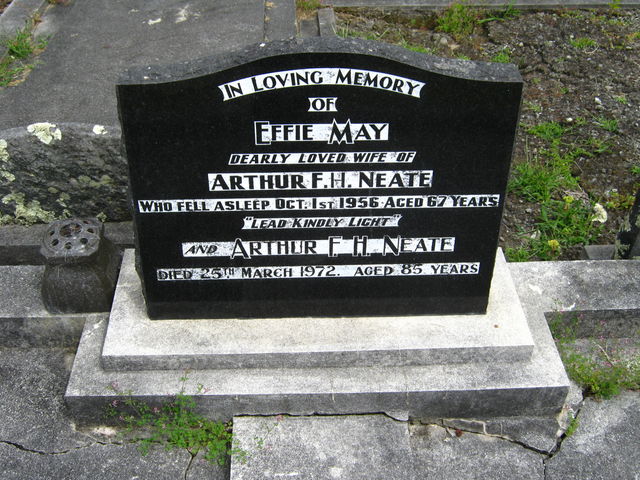 In Loving Memory
of
Effie May
dearly loved wife of
Arthur F.H. Neate
Who fell asleep Oct. 1st 1956 Aged 67 Years
"Lead Kindly Light"
and Arthur F. H. Neate
Died 25th March 1972. Aged 85 Years